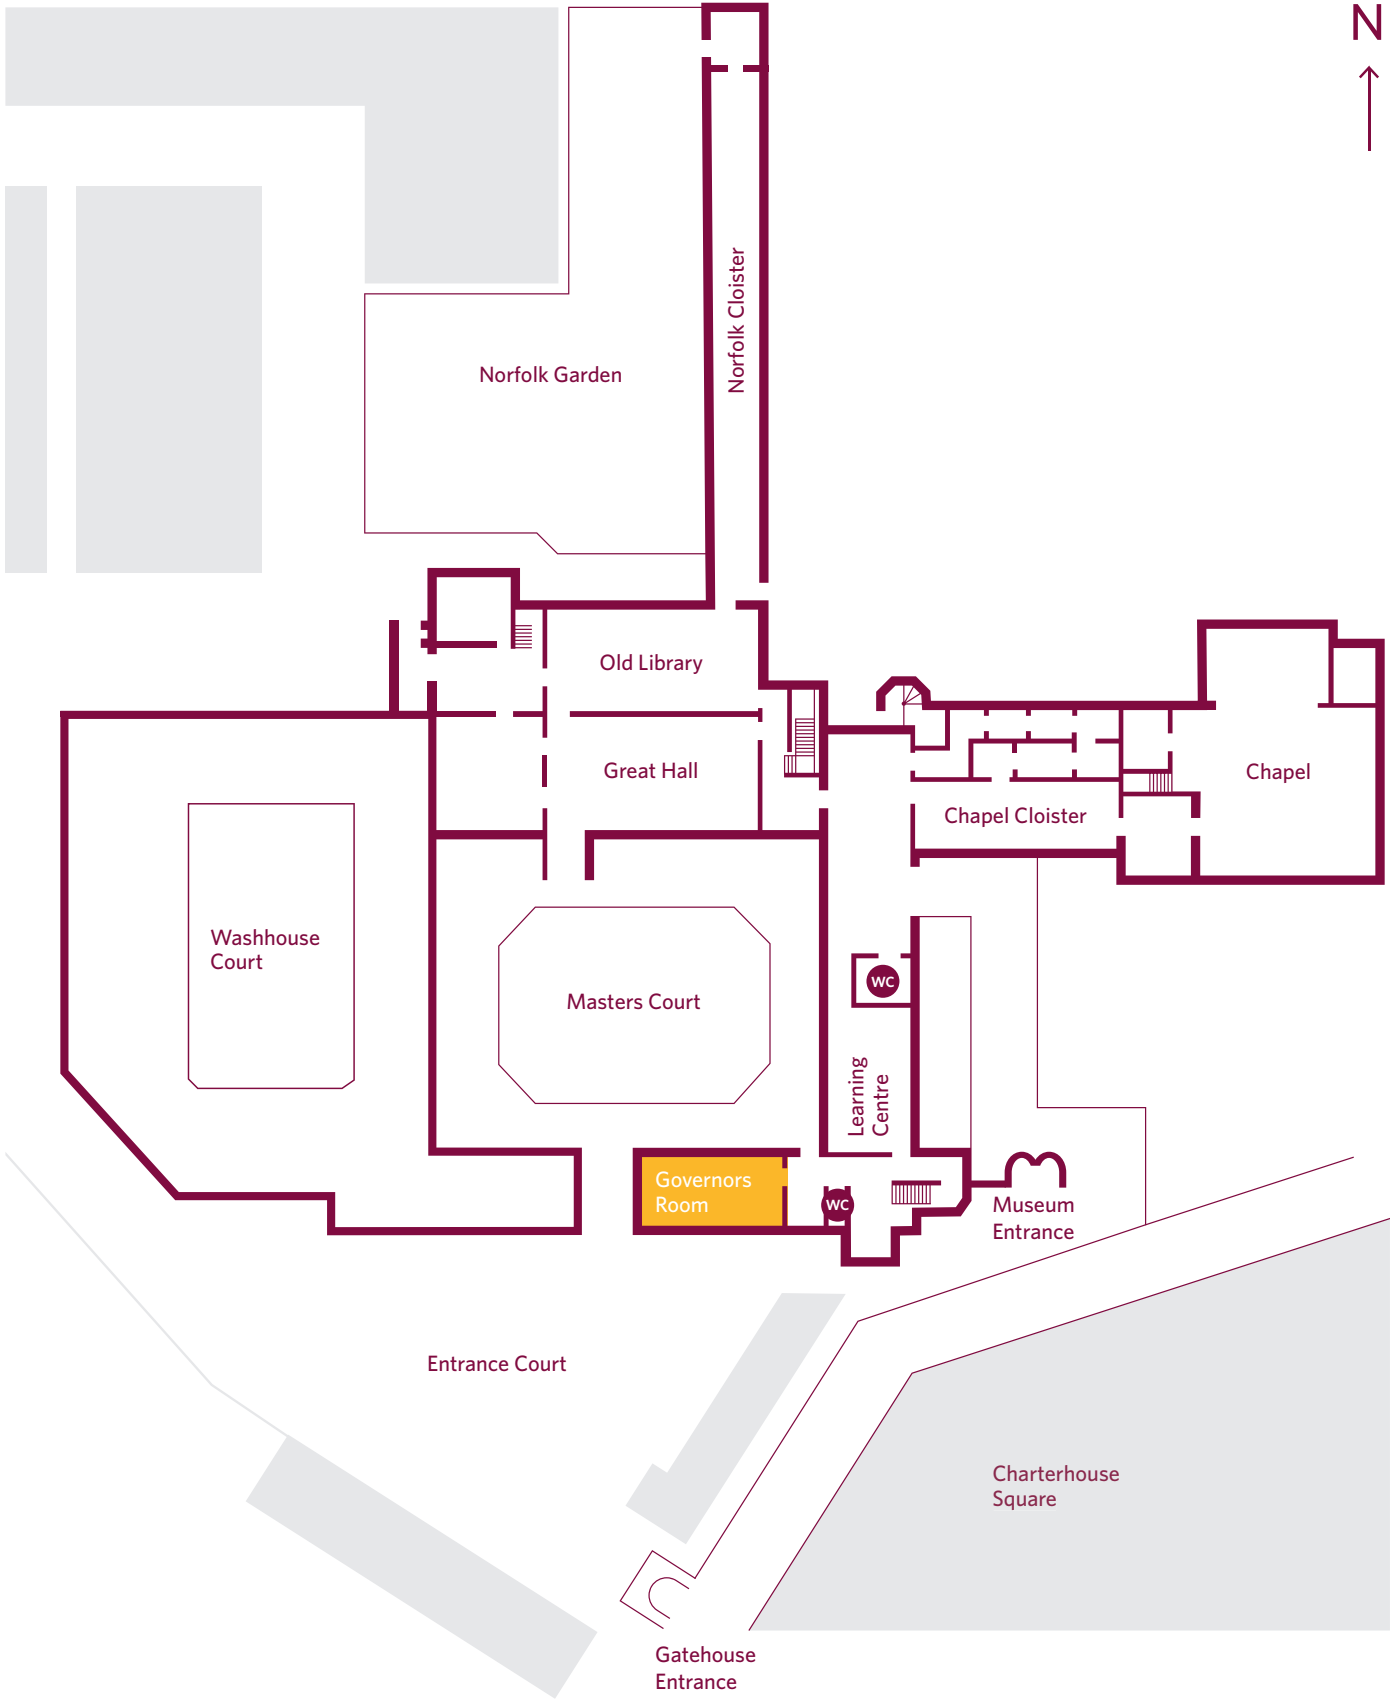 N
Norfolk Cloister
Norfolk Garden
Old Library
Great Hall
Chapel
Chapel Cloister
Washhouse
Court
WC
Masters Court
Learning
Centre
Governors
Room
WC
Museum
Entrance
Entrance Court
Charterhouse
Square
Gatehouse
Entrance